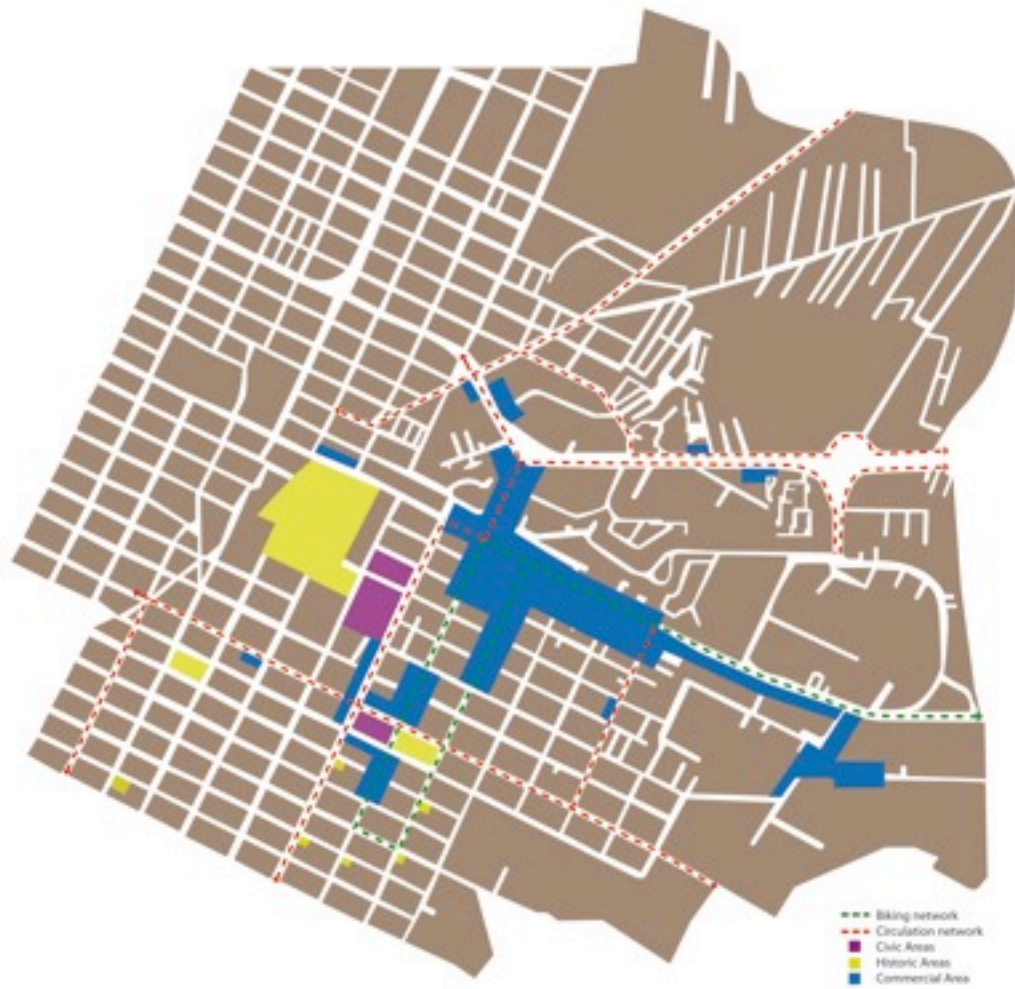 Biking network
Circulation network
Civic Areas
Historic Areas
Commercial Area